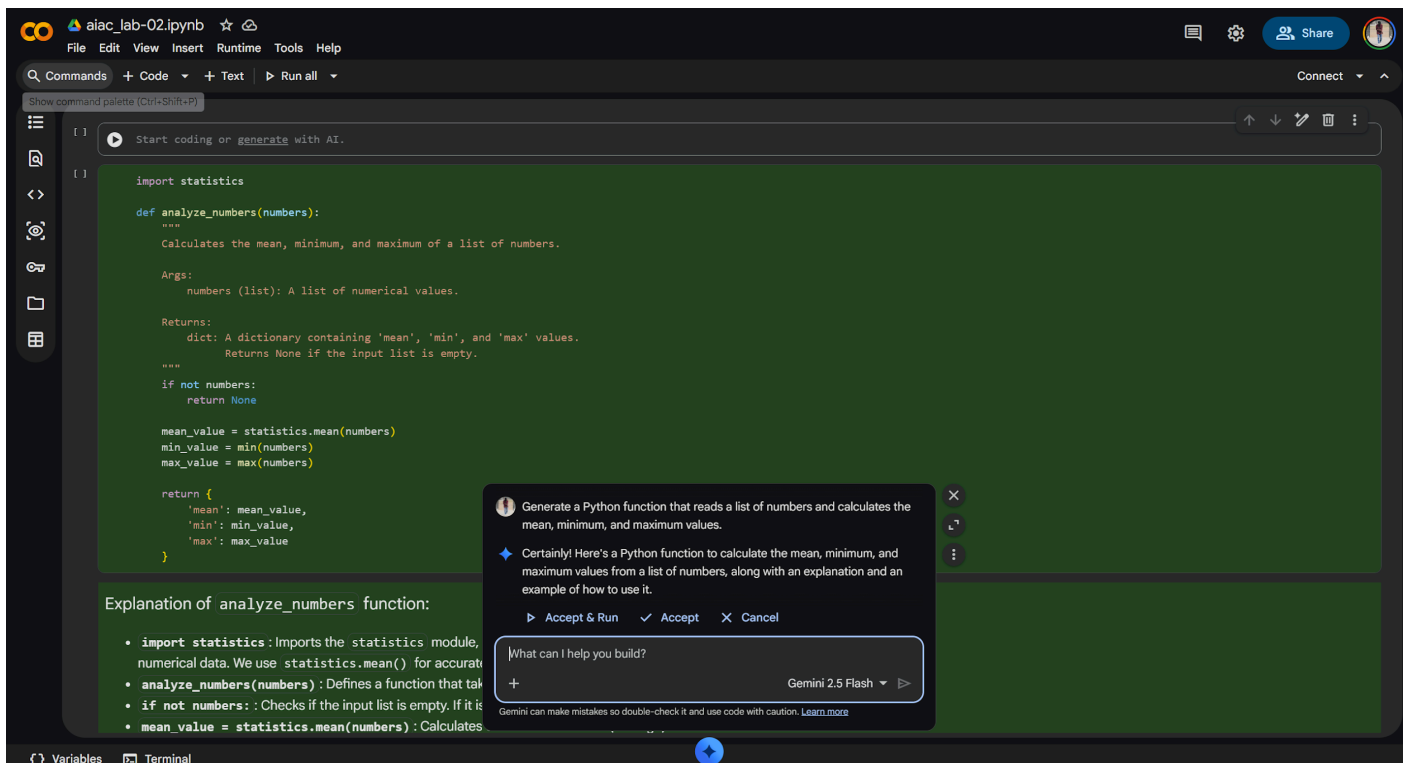 aiac_lab-02.ipynb
File Edit View Insert Runtime Tools Help
Share
Commands + Code + Text Run all
Connect
Show command palette (Ctrl+Shift+P)
[ ]
Start coding or generate with AI.
[ ]
import statistics
def analyze_numbers(numbers):
"""
Calculates the mean, minimum, and maximum of a list of numbers.
Args:
numbers (list): A list of numerical values.
Returns:
dict: A dictionary containing 'mean', 'min', and 'max' values.
Returns None if the input list is empty.
"""
if not numbers:
return None
mean_value = statistics.mean(numbers)
min_value = min(numbers)
max_value = max(numbers)
return {
'mean': mean_value,
'min': min_value,
'max': max_value
}
Explanation of analyze_numbers function:
• import statistics : Imports the statistics module,
numerical data. We use statistics.mean() for accurate
• analyze_numbers(numbers) : Defines a function that
• if not numbers: : Checks if the input list is empty. If it is
• mean_value = statistics.mean(numbers) : Calculates
Generate a Python function that reads a list of numbers and calculates the
mean, minimum, and maximum values.
Certainly! Here's a Python function to calculate the mean, minimum, and
maximum values from a list of numbers, along with an explanation and an
example of how to use it.
Accept & Run Accept Cancel
What can I help you build?
+ Gemini 2.5 Flash
Gemini can make mistakes so double-check it and use code with caution. Learn more
Variables Terminal